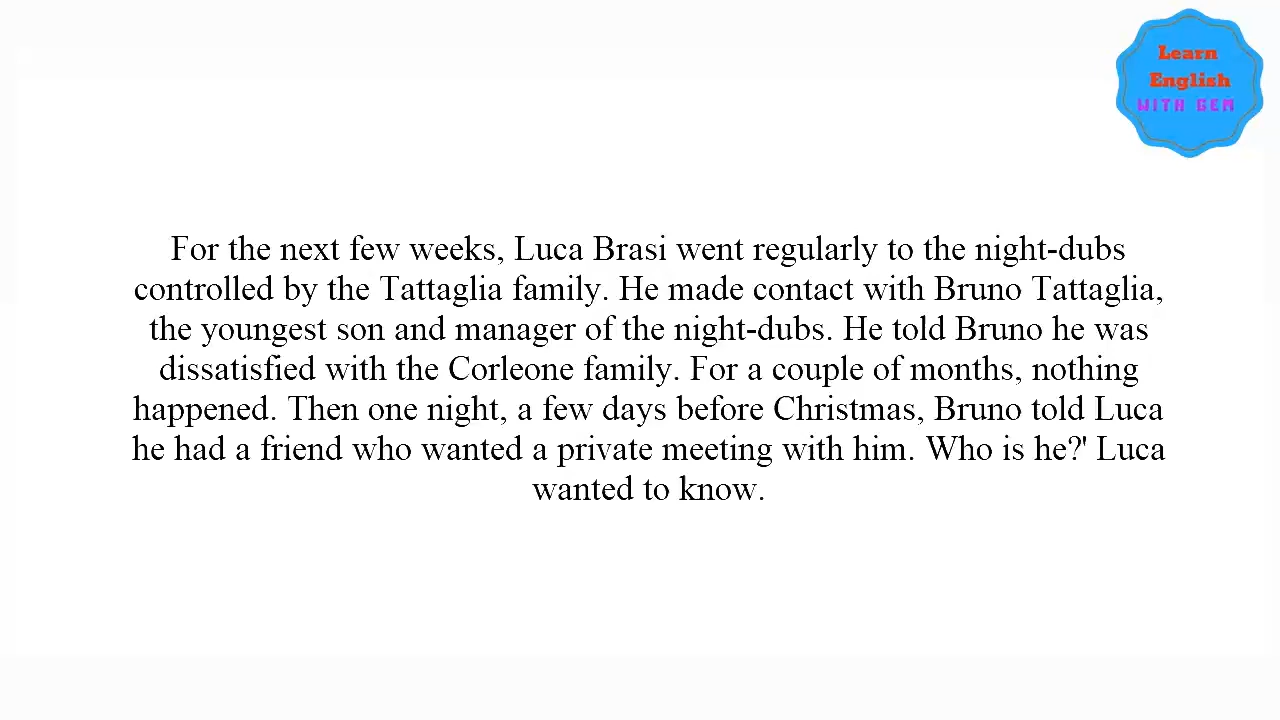 Learn
English
WITH GEM
For the next few weeks, Luca Brasi went regularly to the night-dubs
controlled by the Tattaglia family. He made contact with Bruno Tattaglia,
the youngest son and manager of the night-dubs. He told Bruno he was
dissatisfied with the Corleone family. For a couple of months, nothing
happened. Then one night, a few days before Christmas, Bruno told Luca
he had a friend who wanted a private meeting with him. Who is he?' Luca
wanted to know.